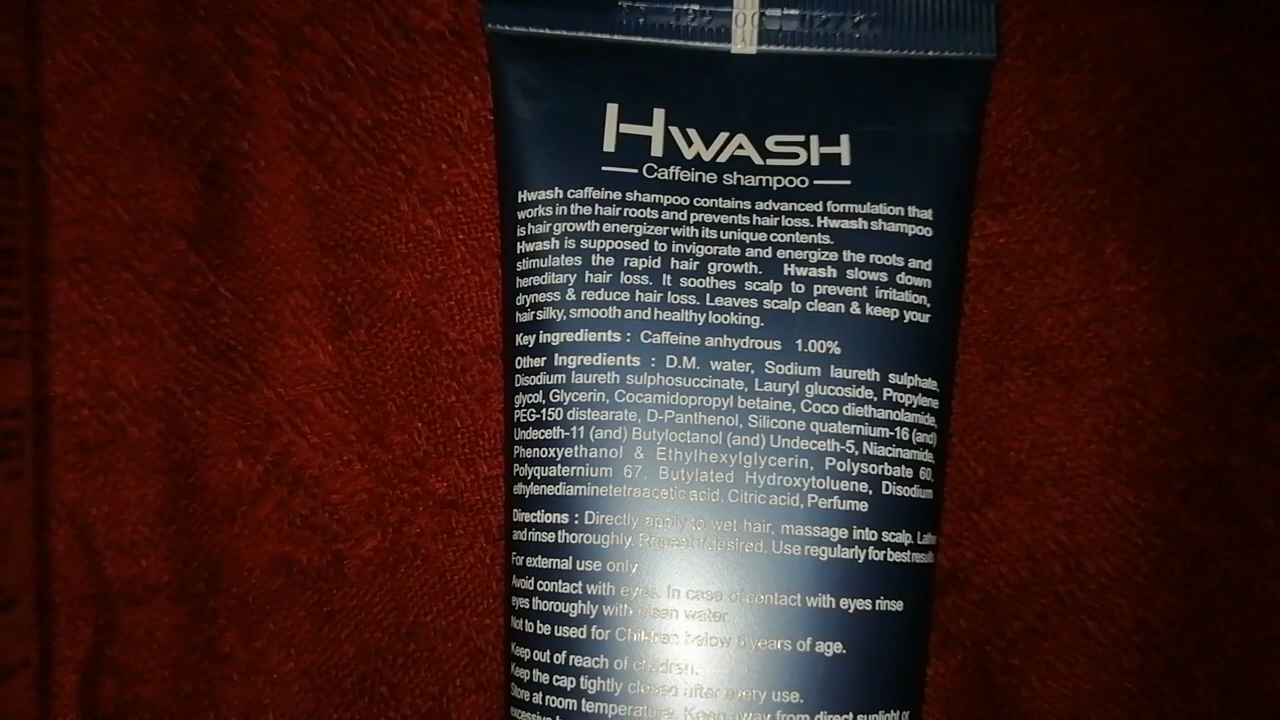 HWASH
Caffeine shampoo
Hwash caffeine shampoo contains advanced formulation that
works in the hair roots and prevents hair loss. Hwash shampoo
is hair growth energizer with its unique contents.
Hwash is supposed to invigorate and energize the roots and
stimulates the rapid hair growth. Hwash slows down
hereditary hair loss. It soothes scalp to prevent irritation,
dryness & reduce hair loss. Leaves scalp clean & keep your
hair silky, smooth and healthy looking.
Key ingredients : Caffeine anhydrous 1.00%
Other Ingredients : D.M. water, Sodium laureth sulphate,
Disodium laureth sulphosuccinate, Lauryl glucoside, Propylene
glycol, Glycerin, Cocamidopropyl betaine, Coco diethanolamide,
PEG-150 distearate, D-Panthenol, Silicone quaternium-16 (and)
Undeceth-11 (and) Butyloctanol (and) Undeceth-5, Niacinamide,
Phenoxyethanol & Ethylhexylglycerin, Polysorbate 60,
Polyquaternium 67, Butylated Hydroxytoluene, Disodium
ethylenediaminetetraacetic acid, Citric acid, Perfume
Directions : Directly apply to wet hair, massage into scalp.
and rinse thoroughly. Repeat if desired. Use regularly for best results
For external use only
Avoid contact with eyes. In case of contact with eyes rinse
eyes thoroughly with clean water.
Not to be used for Children below years of age.
Keep out of reach of children.
Keep the cap tightly closed after every use.
Store at room temperature. Keep away from direct sunlight or